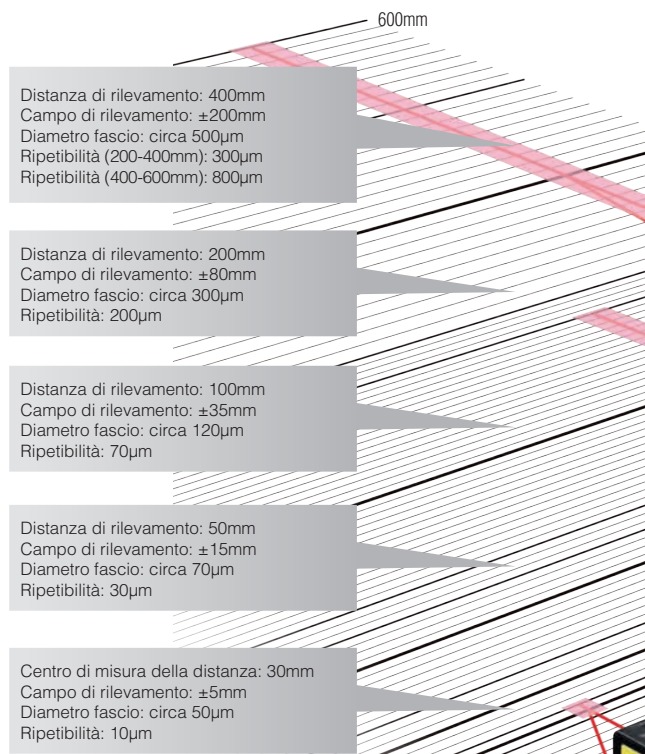 600mm
Distanza di rilevamento: 400mm
Campo di rilevamento: ±200mm
Diametro fascio: circa 500µm
Ripetibilità (200-400mm): 300µm
Ripetibilità (400-600mm): 800µm
Distanza di rilevamento: 200mm
Campo di rilevamento: ±80mm
Diametro fascio: circa 300µm
Ripetibilità: 200µm
Distanza di rilevamento: 100mm
Campo di rilevamento: ±35mm
Diametro fascio: circa 120µm
Ripetibilità: 70µm
Distanza di rilevamento: 50mm
Campo di rilevamento: ±15mm
Diametro fascio: circa 70µm
Ripetibilità: 30µm
Centro di misura della distanza: 30mm
Campo di rilevamento: ±5mm
Diametro fascio: circa 50µm
Ripetibilità: 10µm